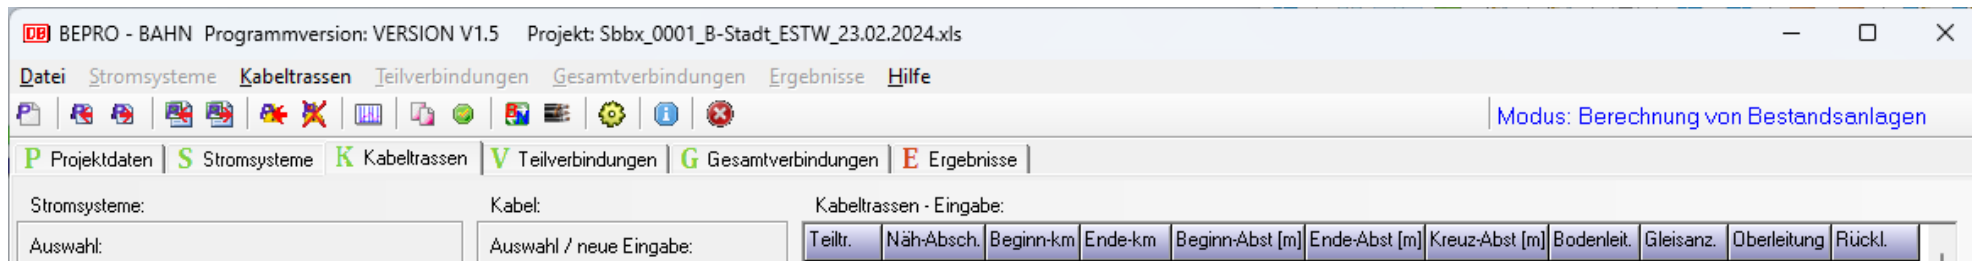 DB BEPRO - BAHN Programmversion: VERSION V1.5 Projekt: Sbbx_0001_B-Stadt_ESTW_23.02.2024.xls
Datei Stromsysteme Kabeltrassen Teilverbindungen Gesamtverbindungen Ergebnisse Hilfe
Modus: Berechnung von Bestandsanlagen
P Projektdaten S Stromsysteme K Kabeltrassen V Teilverbindungen G Gesamtverbindungen E Ergebnisse
Stromsysteme: Kabel: Kabeltrassen - Eingabe:
Auswahl: Auswahl / neue Eingabe: Teiltr. Näh-Absch. Beginn-km Ende-km Beginn-Abst [m] Ende-Abst [m] Kreuz-Abst [m] Bodenleit. Gleisanz. Oberleitung Rückl.